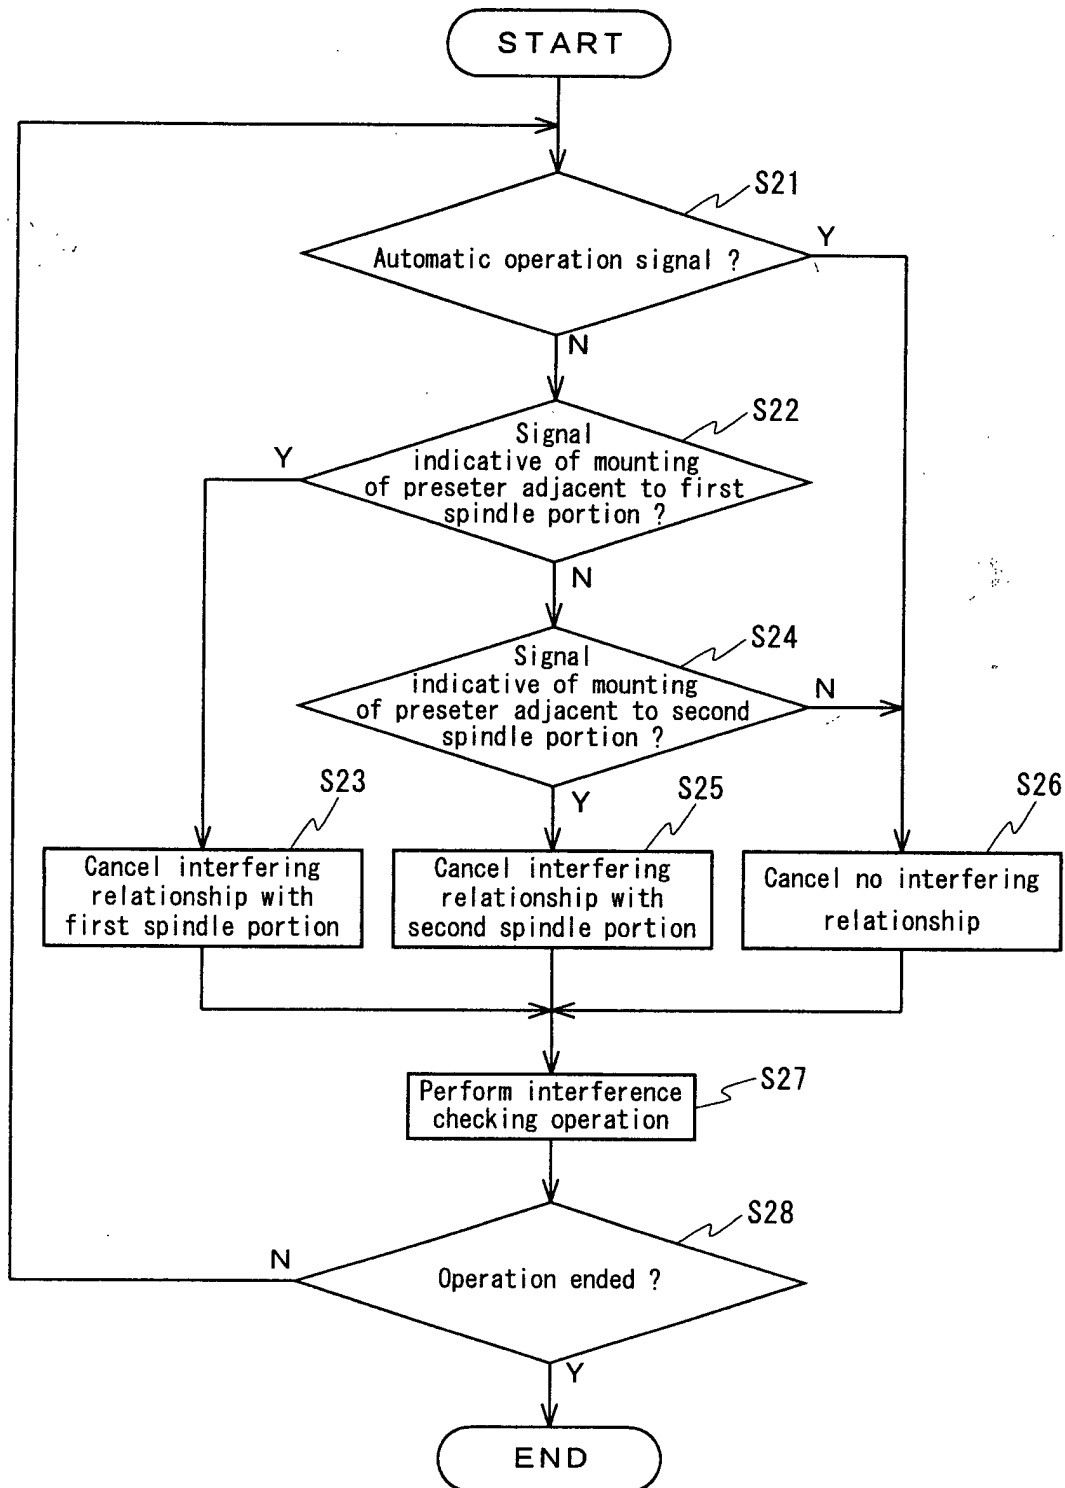 START
S21
Automatic operation signal ?
Y
N
S22
Signal
indicative of mounting
of preseter adjacent to first
spindle portion ?
Y
N
S24
Signal
indicative of mounting
of preseter adjacent to second
spindle portion ?
N
Y
S23
Cancel interfering
relationship with
first spindle portion
S25
Cancel interfering
relationship with
second spindle portion
S26
Cancel no interfering
relationship
S27
Perform interference
checking operation
S28
Operation ended ?
N
Y
END